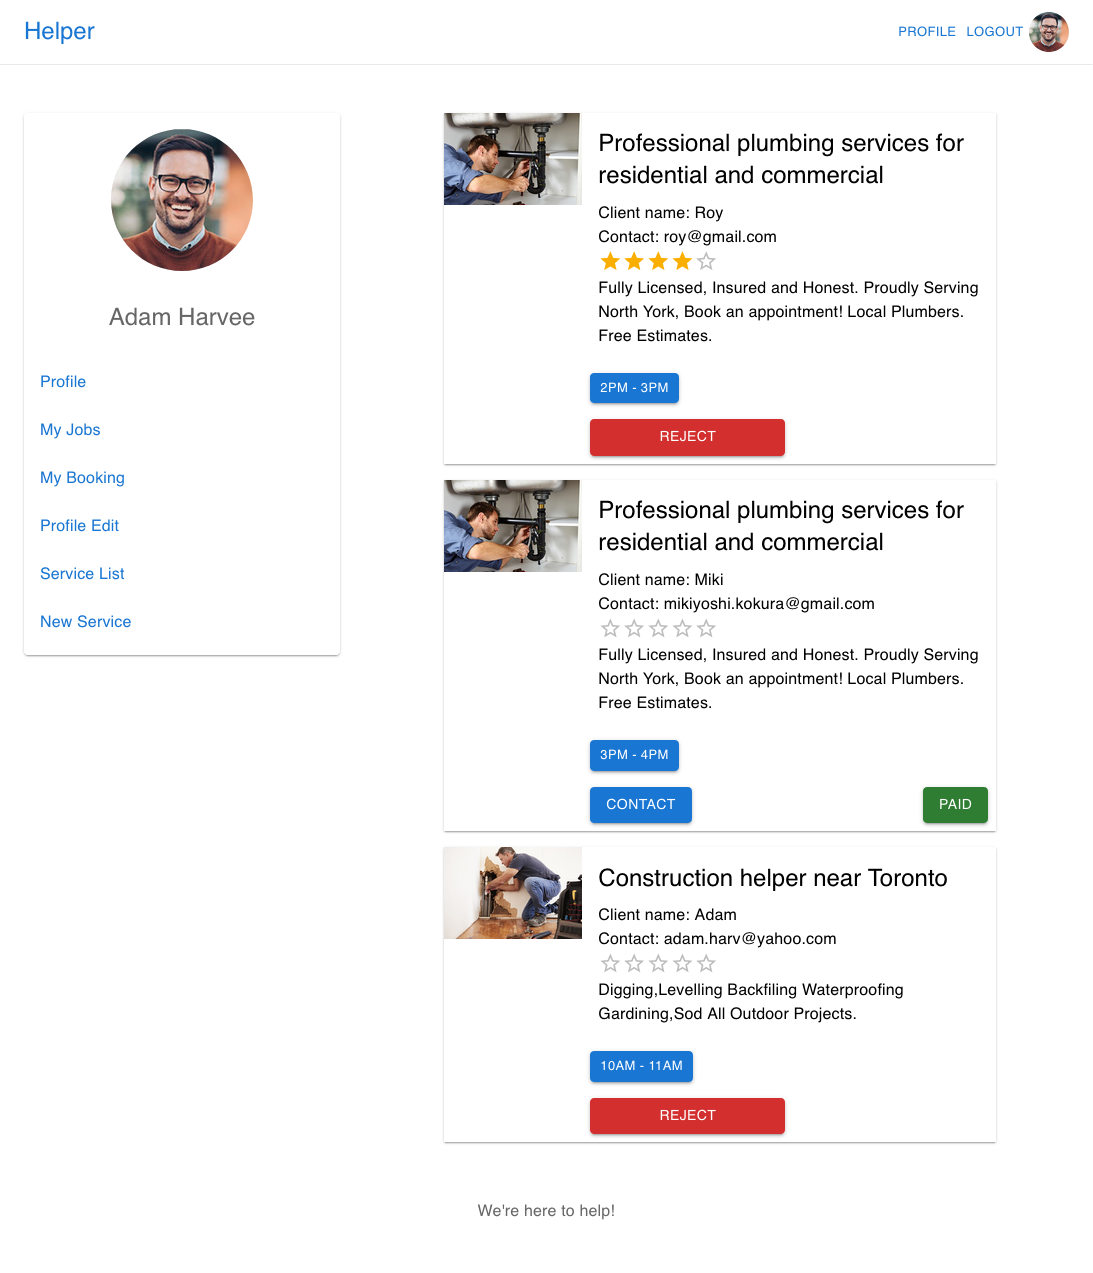 Helper
PROFILE LOGOUT
Adam Harvee
Profile
My Jobs
My Booking
Profile Edit
Service List
New Service
Professional plumbing services for
residential and commercial
Client name: Roy
Contact: roy@gmail.com
Fully Licensed, Insured and Honest. Proudly Serving
North York, Book an appointment! Local Plumbers.
Free Estimates.
2PM - 3PM
REJECT
Professional plumbing services for
residential and commercial
Client name: Miki
Contact: mikiyoshi.kokura@gmail.com
Fully Licensed, Insured and Honest. Proudly Serving
North York, Book an appointment! Local Plumbers.
Free Estimates.
3PM - 4PM
CONTACT PAID
Construction helper near Toronto
Client name: Adam
Contact: adam.harv@yahoo.com
Digging,Levelling Backfiling Waterproofing
Gardining,Sod All Outdoor Projects.
10AM - 11AM
REJECT
We're here to help!